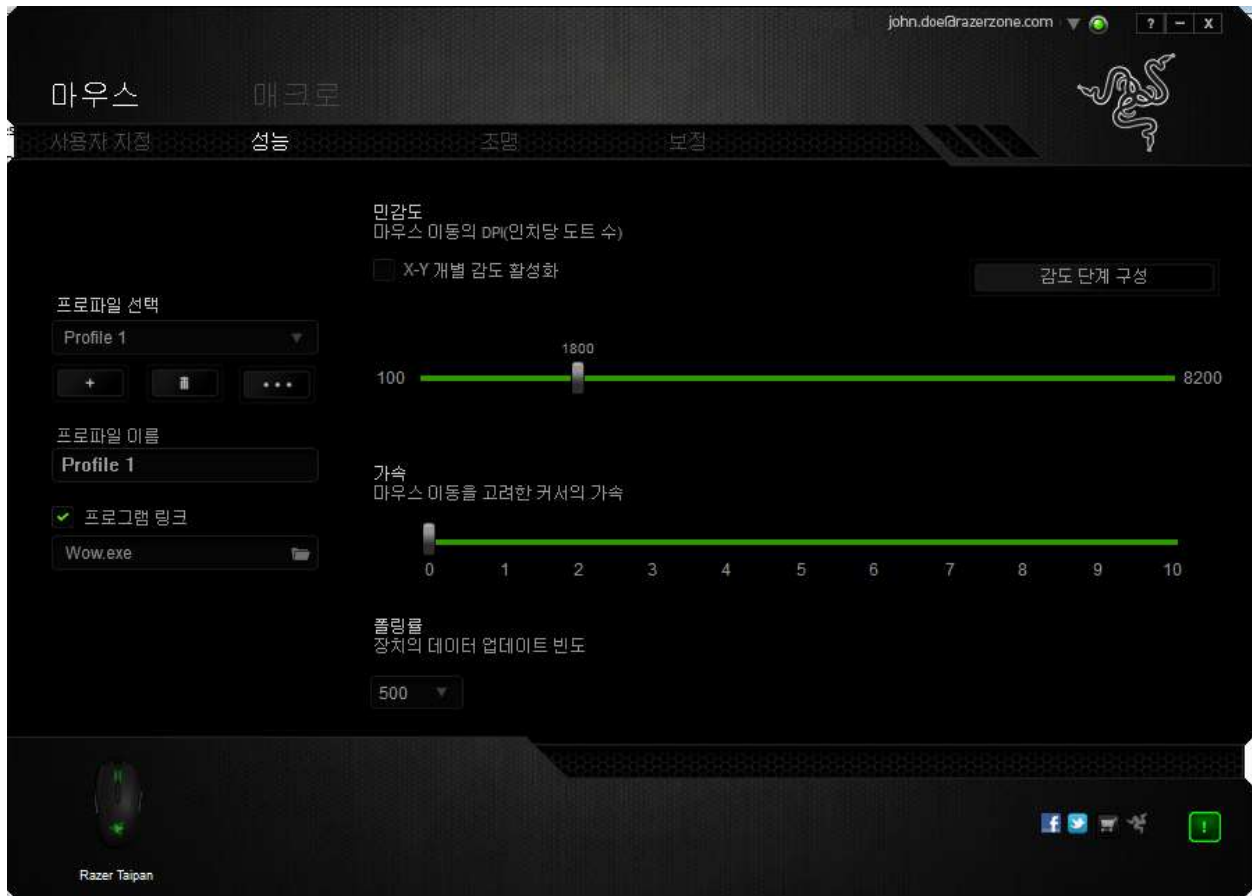 john.doe@razerzone.com
? – X
마우스 매크로
사용자 지정 성능 조명 보정
민감도
마우스 이동의 DPI(인치당 도트 수)
X-Y 개별 감도 활성화
감도 단계 구성
프로파일 선택
Profile 1
+ •••
1800
100 8200
프로파일 이름
Profile 1
가속
마우스 이동을 고려한 커서의 가속
프로그램 링크
Wow.exe
0 1 2 3 4 5 6 7 8 9 10
폴링률
장치의 데이터 업데이트 빈도
500
Razer Taipan
f
!